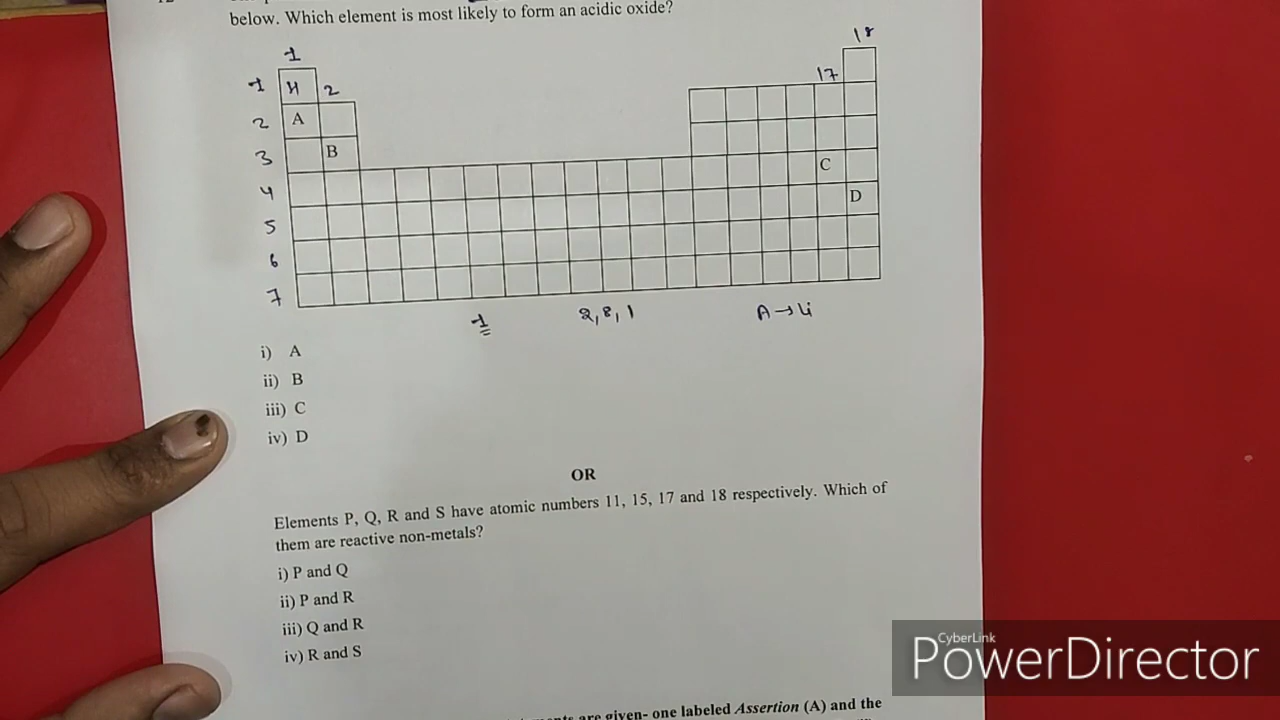 below. Which element is most likely to form an acidic oxide?
1
18
1 H 2
17
2 A
3 B
C
4
D
5
6
7
1
2, 8, 1
A → Li
i) A
ii) B
iii) C
iv) D
OR
Elements P, Q, R and S have atomic numbers 11, 15, 17 and 18 respectively. Which of
them are reactive non-metals?
i) P and Q
ii) P and R
iii) Q and R
iv) R and S
are given- one labeled Assertion (A) and the
CyberLink
PowerDirector